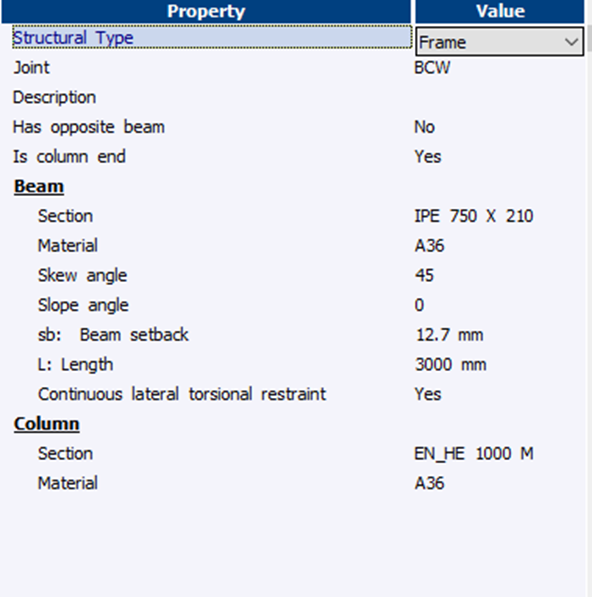 Property Value
Structural Type Frame
Joint BCW
Description
Has opposite beam No
Is column end Yes
Beam
Section IPE 750 X 210
Material A36
Skew angle 45
Slope angle 0
sb: Beam setback 12.7 mm
L: Length 3000 mm
Continuous lateral torsional restraint Yes
Column
Section EN_HE 1000 M
Material A36